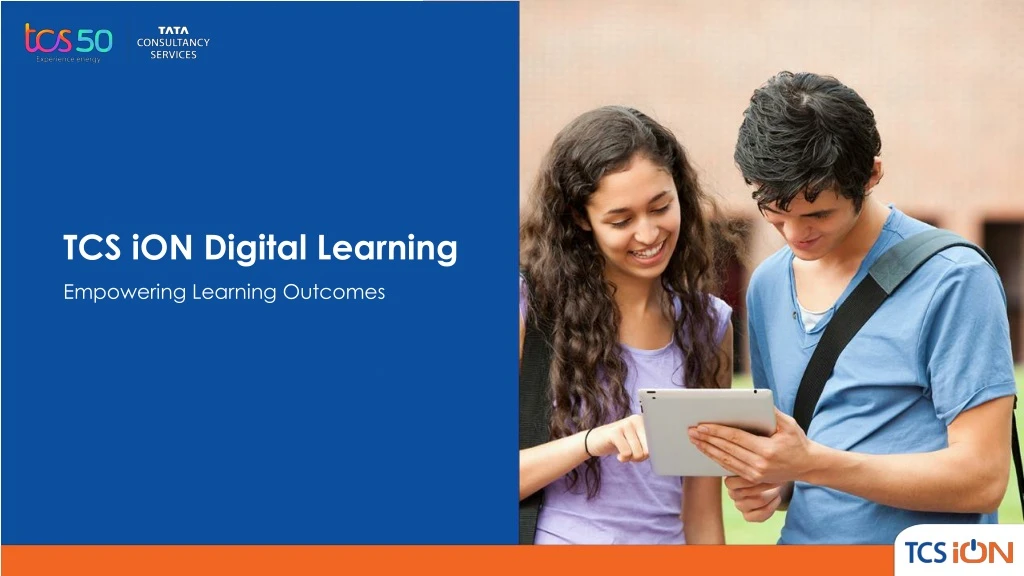 tcs 50
Experience energy
TATA
CONSULTANCY
SERVICES
TCS iON Digital Learning
Empowering Learning Outcomes
TCS iON